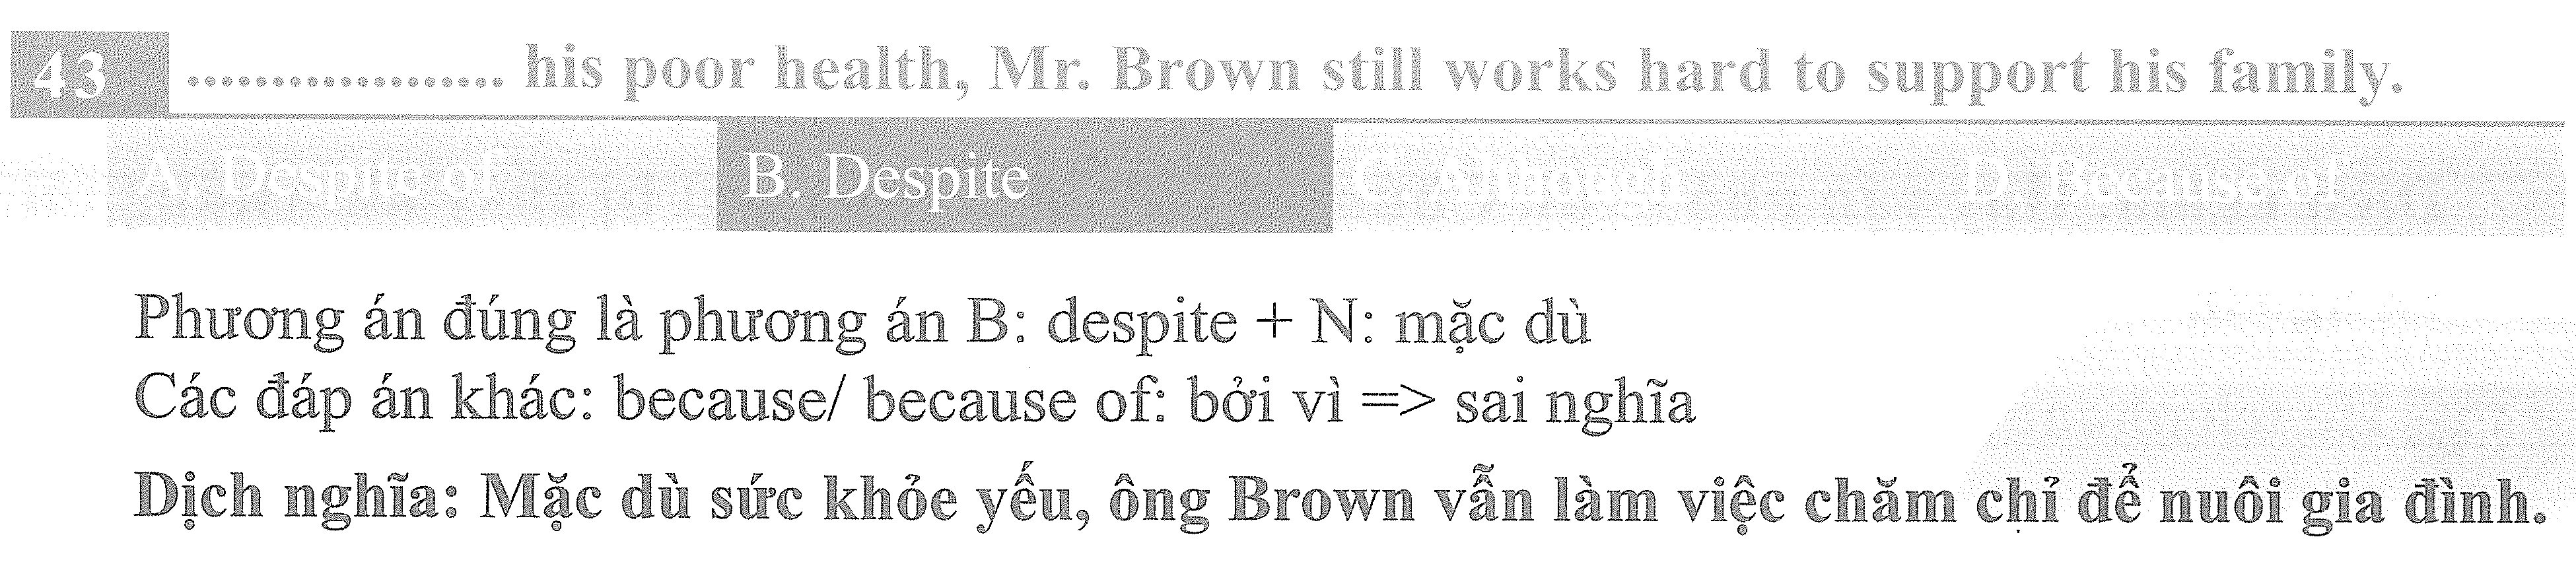 43 .................. his poor health, Mr. Brown still works hard to support his family.
A. Despite of B. Despite C. Although D. Because of
Phương án đúng là phương án B: despite + N: mặc dù
Các đáp án khác: because/ because of: bởi vì => sai nghĩa
Dịch nghĩa: Mặc dù sức khỏe yếu, ông Brown vẫn làm việc chăm chỉ để nuôi gia đình.